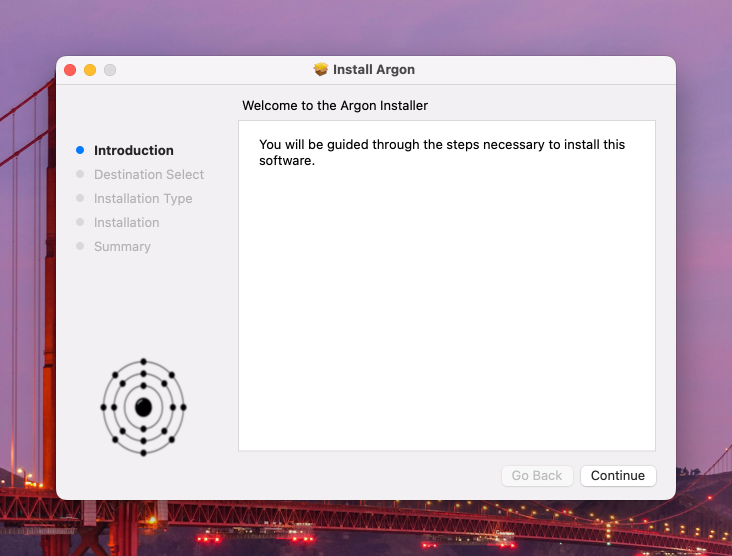 Install Argon
Welcome to the Argon Installer
Introduction
Destination Select
Installation Type
Installation
Summary
You will be guided through the steps necessary to install this
software.
Go Back
Continue